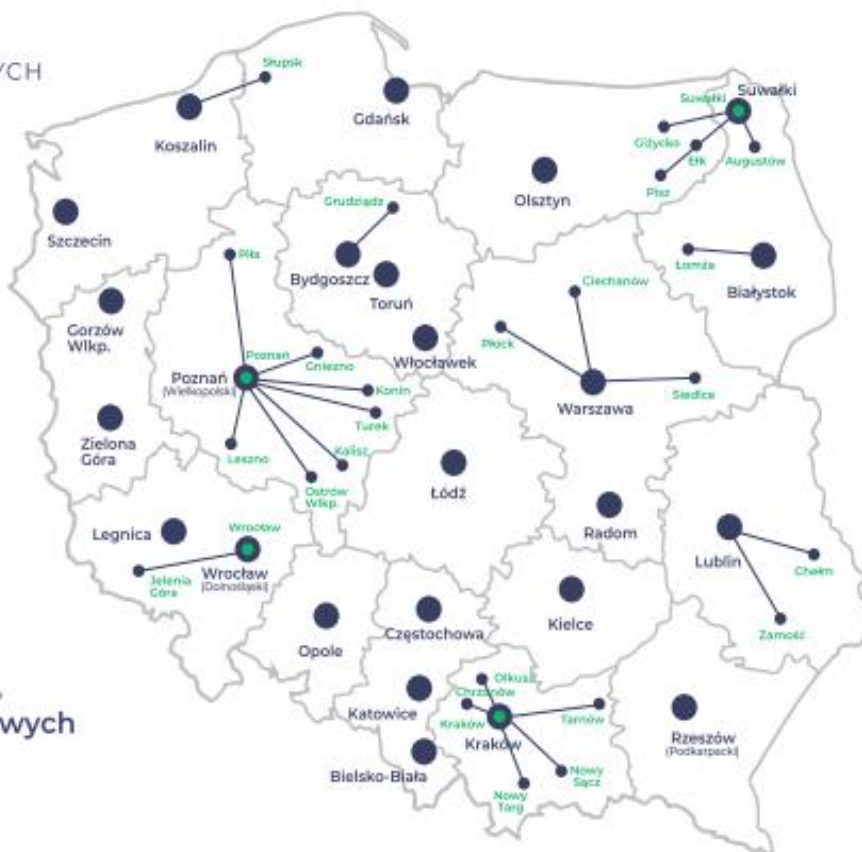 YCH
Słupsk
Koszalin
Gdańsk
Suwałki
Suwałki
Giżycko
Ełk
Augustów
Pisz
Olsztyn
Szczecin
Grudziądz
Piła
Bydgoszcz
Toruń
Łomża
Białystok
Ciechanów
Gorzów
Wlkp.
Płock
Poznań
Gniezno
Włocławek
Poznań
(Wielkopolski)
Konin
Siedlce
Warszawa
Turek
Zielona
Góra
Leszno
Kalisz
Ostrów
Wlkp.
Łódź
Radom
Legnica
Wrocław
Wrocław
(Dolnośląski)
Jelenia
Góra
Lublin
Chełm
Zamość
Opole
Częstochowa
Kielce
Olkusz
Chrzanów
Katowice
Kraków
Kraków
Tarnów
wych
Rzeszów
(Podkarpacki)
Bielsko-Biała
Nowy
Sącz
Nowy
Targ